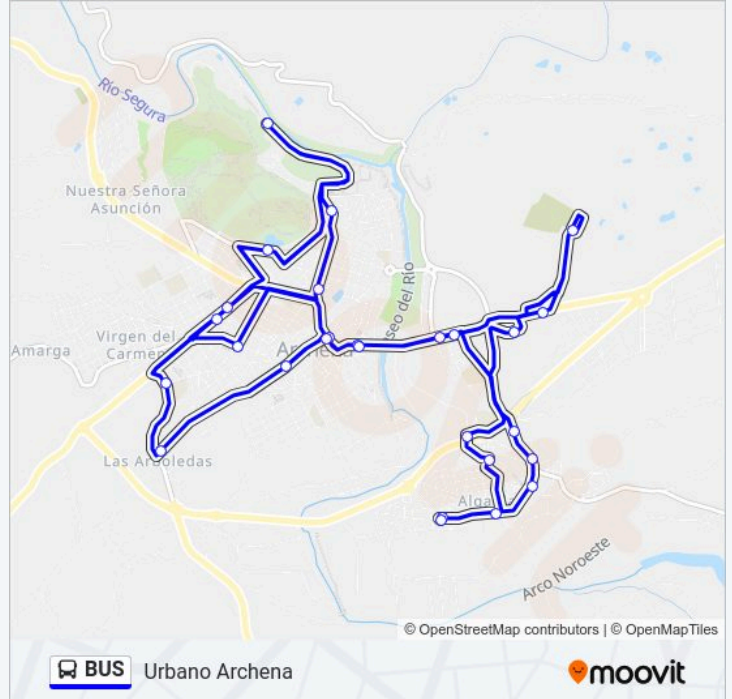 Río Segura
Nuestra Señora
Asunción
Virgen del
Carmen
Amarga
seo del Río
Las Arboledas
Alga
Arco Noroeste
© OpenStreetMap contributors | © OpenMapTiles
BUS
Urbano Archena
moovit